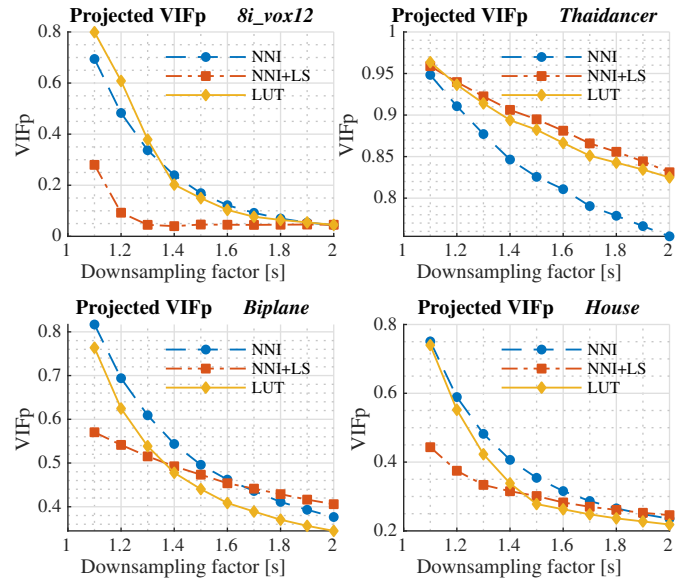 Projected VIFp 8i_vox12
VIFp
0.8
0.6
0.4
0.2
0
NNI
NNI+LS
LUT
1 1.2 1.4 1.6 1.8 2
Downsampling factor [s]
Projected VIFp Thaidancer
VIFp
0.95
0.9
0.85
0.8
NNI
NNI+LS
LUT
1 1.2 1.4 1.6 1.8 2
Downsampling factor [s]
Projected VIFp Biplane
VIFp
0.8
0.7
0.6
0.5
0.4
NNI
NNI+LS
LUT
1 1.2 1.4 1.6 1.8 2
Downsampling factor [s]
Projected VIFp House
VIFp
0.8
0.6
0.4
0.2
NNI
NNI+LS
LUT
1 1.2 1.4 1.6 1.8 2
Downsampling factor [s]